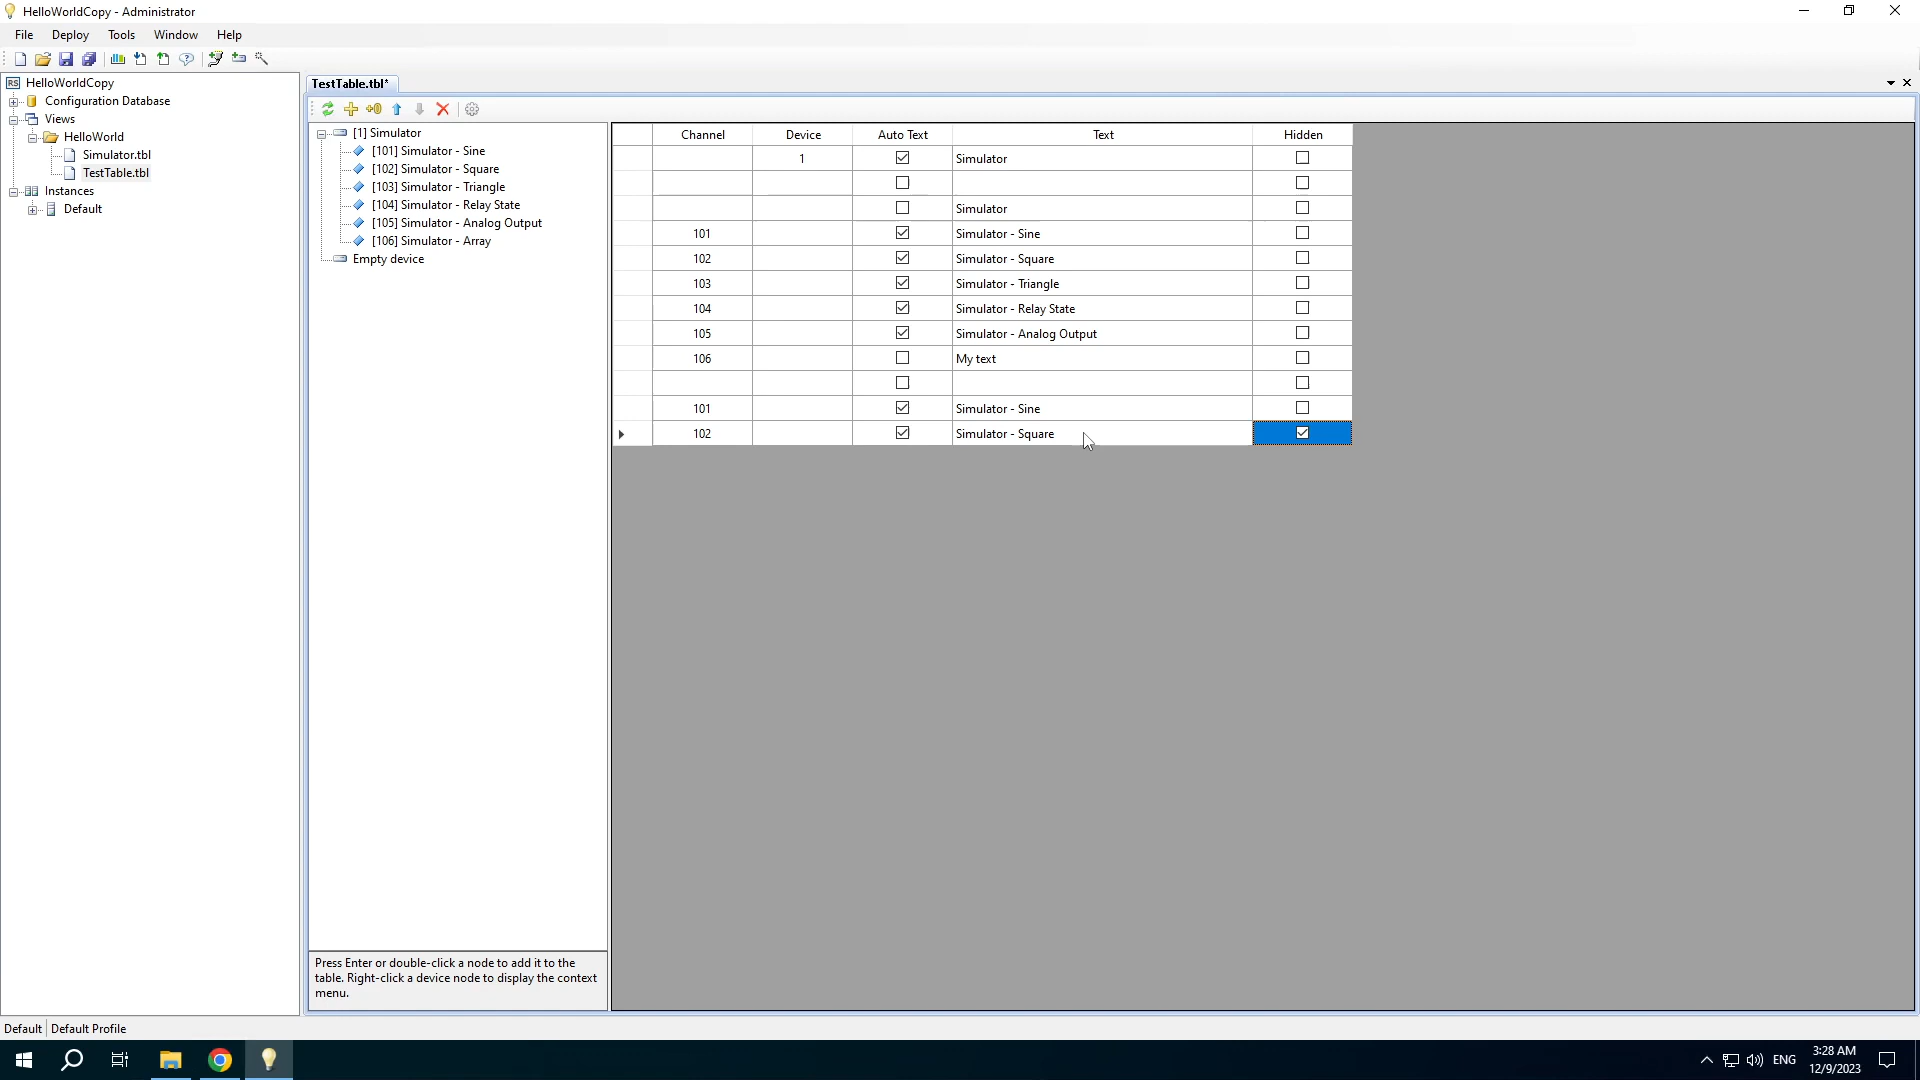 HelloWorldCopy - Administrator
File Deploy Tools Window Help
RS HelloWorldCopy
Configuration Database
Views
HelloWorld
Simulator.tbl
TestTable.tbl
Instances
Default
TestTable.tbl*
[1] Simulator
[101] Simulator - Sine
[102] Simulator - Square
[103] Simulator - Triangle
[104] Simulator - Relay State
[105] Simulator - Analog Output
[106] Simulator - Array
Empty device
Press Enter or double-click a node to add it to the
table. Right-click a device node to display the context
menu.
Channel Device Auto Text Text Hidden
1 Simulator
Simulator
101 Simulator - Sine
102 Simulator - Square
103 Simulator - Triangle
104 Simulator - Relay State
105 Simulator - Analog Output
106 My text
101 Simulator - Sine
102 Simulator - Square
Default Default Profile
ENG
3:28 AM
12/9/2023